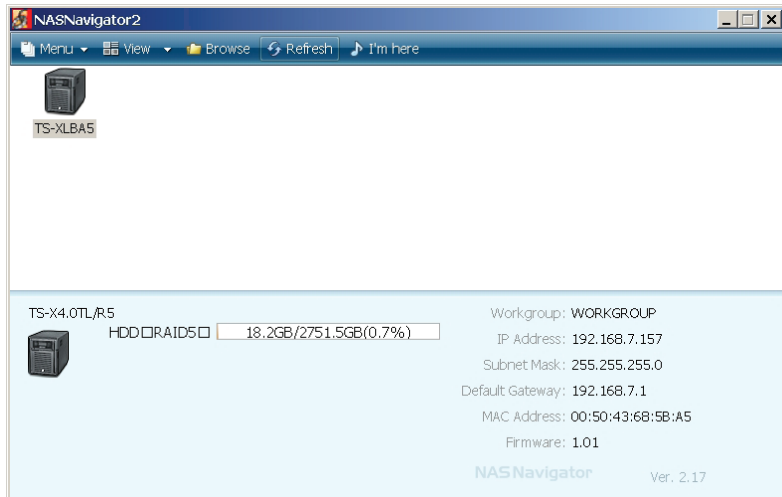 NASNavigator2
Menu View Browse Refresh I'm here
TS-XLBA5
TS-X4.0TL/R5
HDD□RAID5□ 18.2GB/2751.5GB(0.7%)
Workgroup: WORKGROUP
IP Address: 192.168.7.157
Subnet Mask: 255.255.255.0
Default Gateway: 192.168.7.1
MAC Address: 00:50:43:68:5B:A5
Firmware: 1.01
NAS Navigator Ver. 2.17